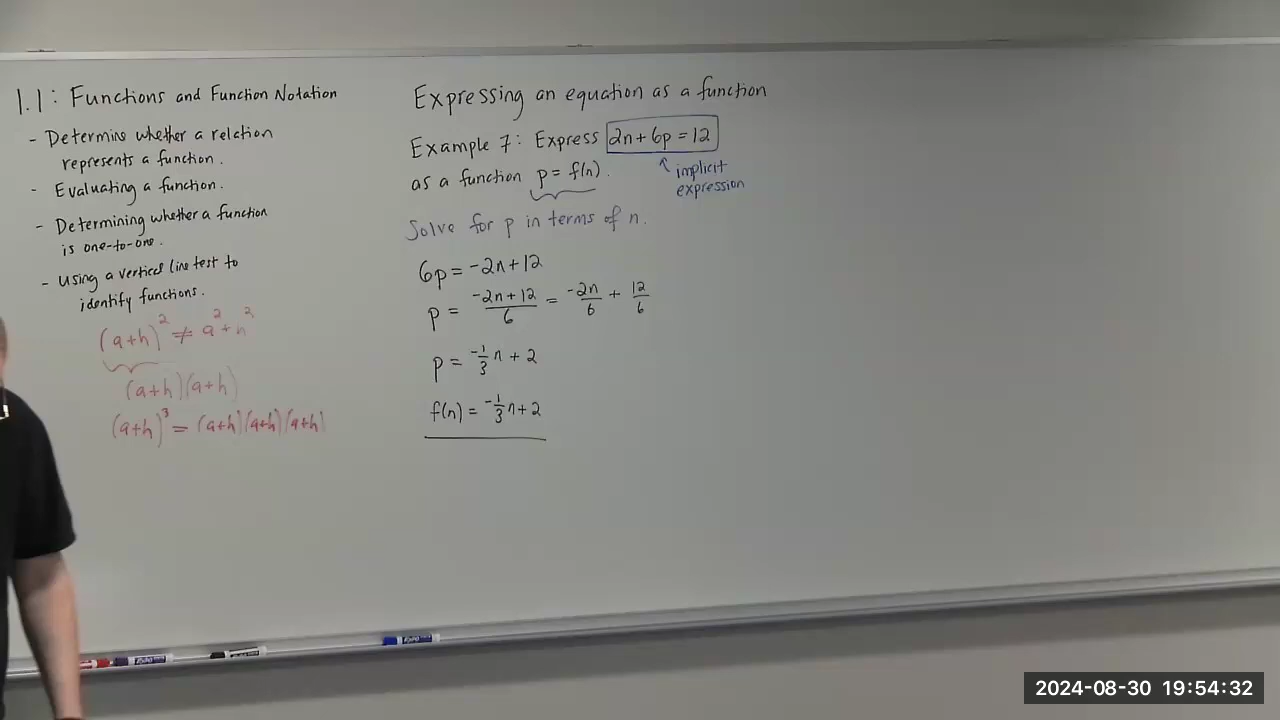 1.1: Functions and Function Notation
- Determine whether a relation
represents a function.
- Evaluating a function.
- Determining whether a function
is one-to-one.
- Using a vertical line test to
identify functions.
(a+h)² ≠ a² + h²
(a+h)(a+h)
(a+h)³ = (a+h)(a+h)(a+h)
Expressing an equation as a function
Example 7: Express 2n + 6p = 12
as a function p = f(n).
implicit
expression
Solve for p in terms of n.
6p = -2n + 12
p = (-2n + 12)/6 = -2n/6 + 12/6
p = -1/3 n + 2
f(n) = -1/3 n + 2
2024-08-30 19:54:32